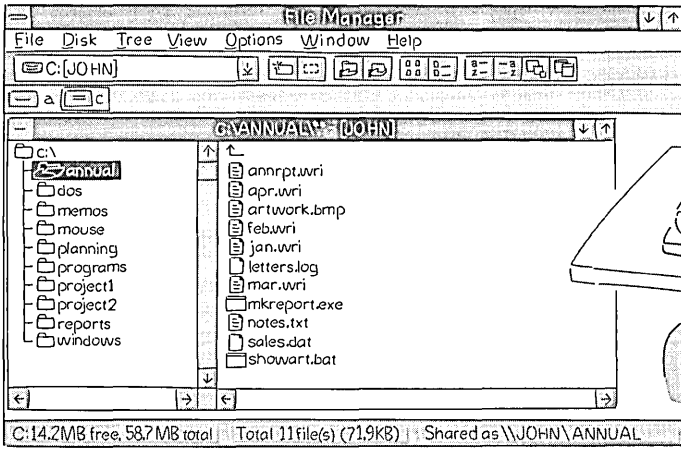 File Manager
File Disk Tree View Options Window Help
C:[JOHN]
a c
C:\ANNUAL\*.* - [JOHN]
C:\
annual
dos
memos
mouse
planning
programs
project1
project2
reports
windows
annrpt.wri
apr.wri
artwork.bmp
feb.wri
jan.wri
letters.log
mar.wri
mkreport.exe
notes.txt
sales.dat
showart.bat
C:14.2MB free, 58.7 MB total Total 11 file(s) (71.9KB) Shared as \\JOHN\ANNUAL